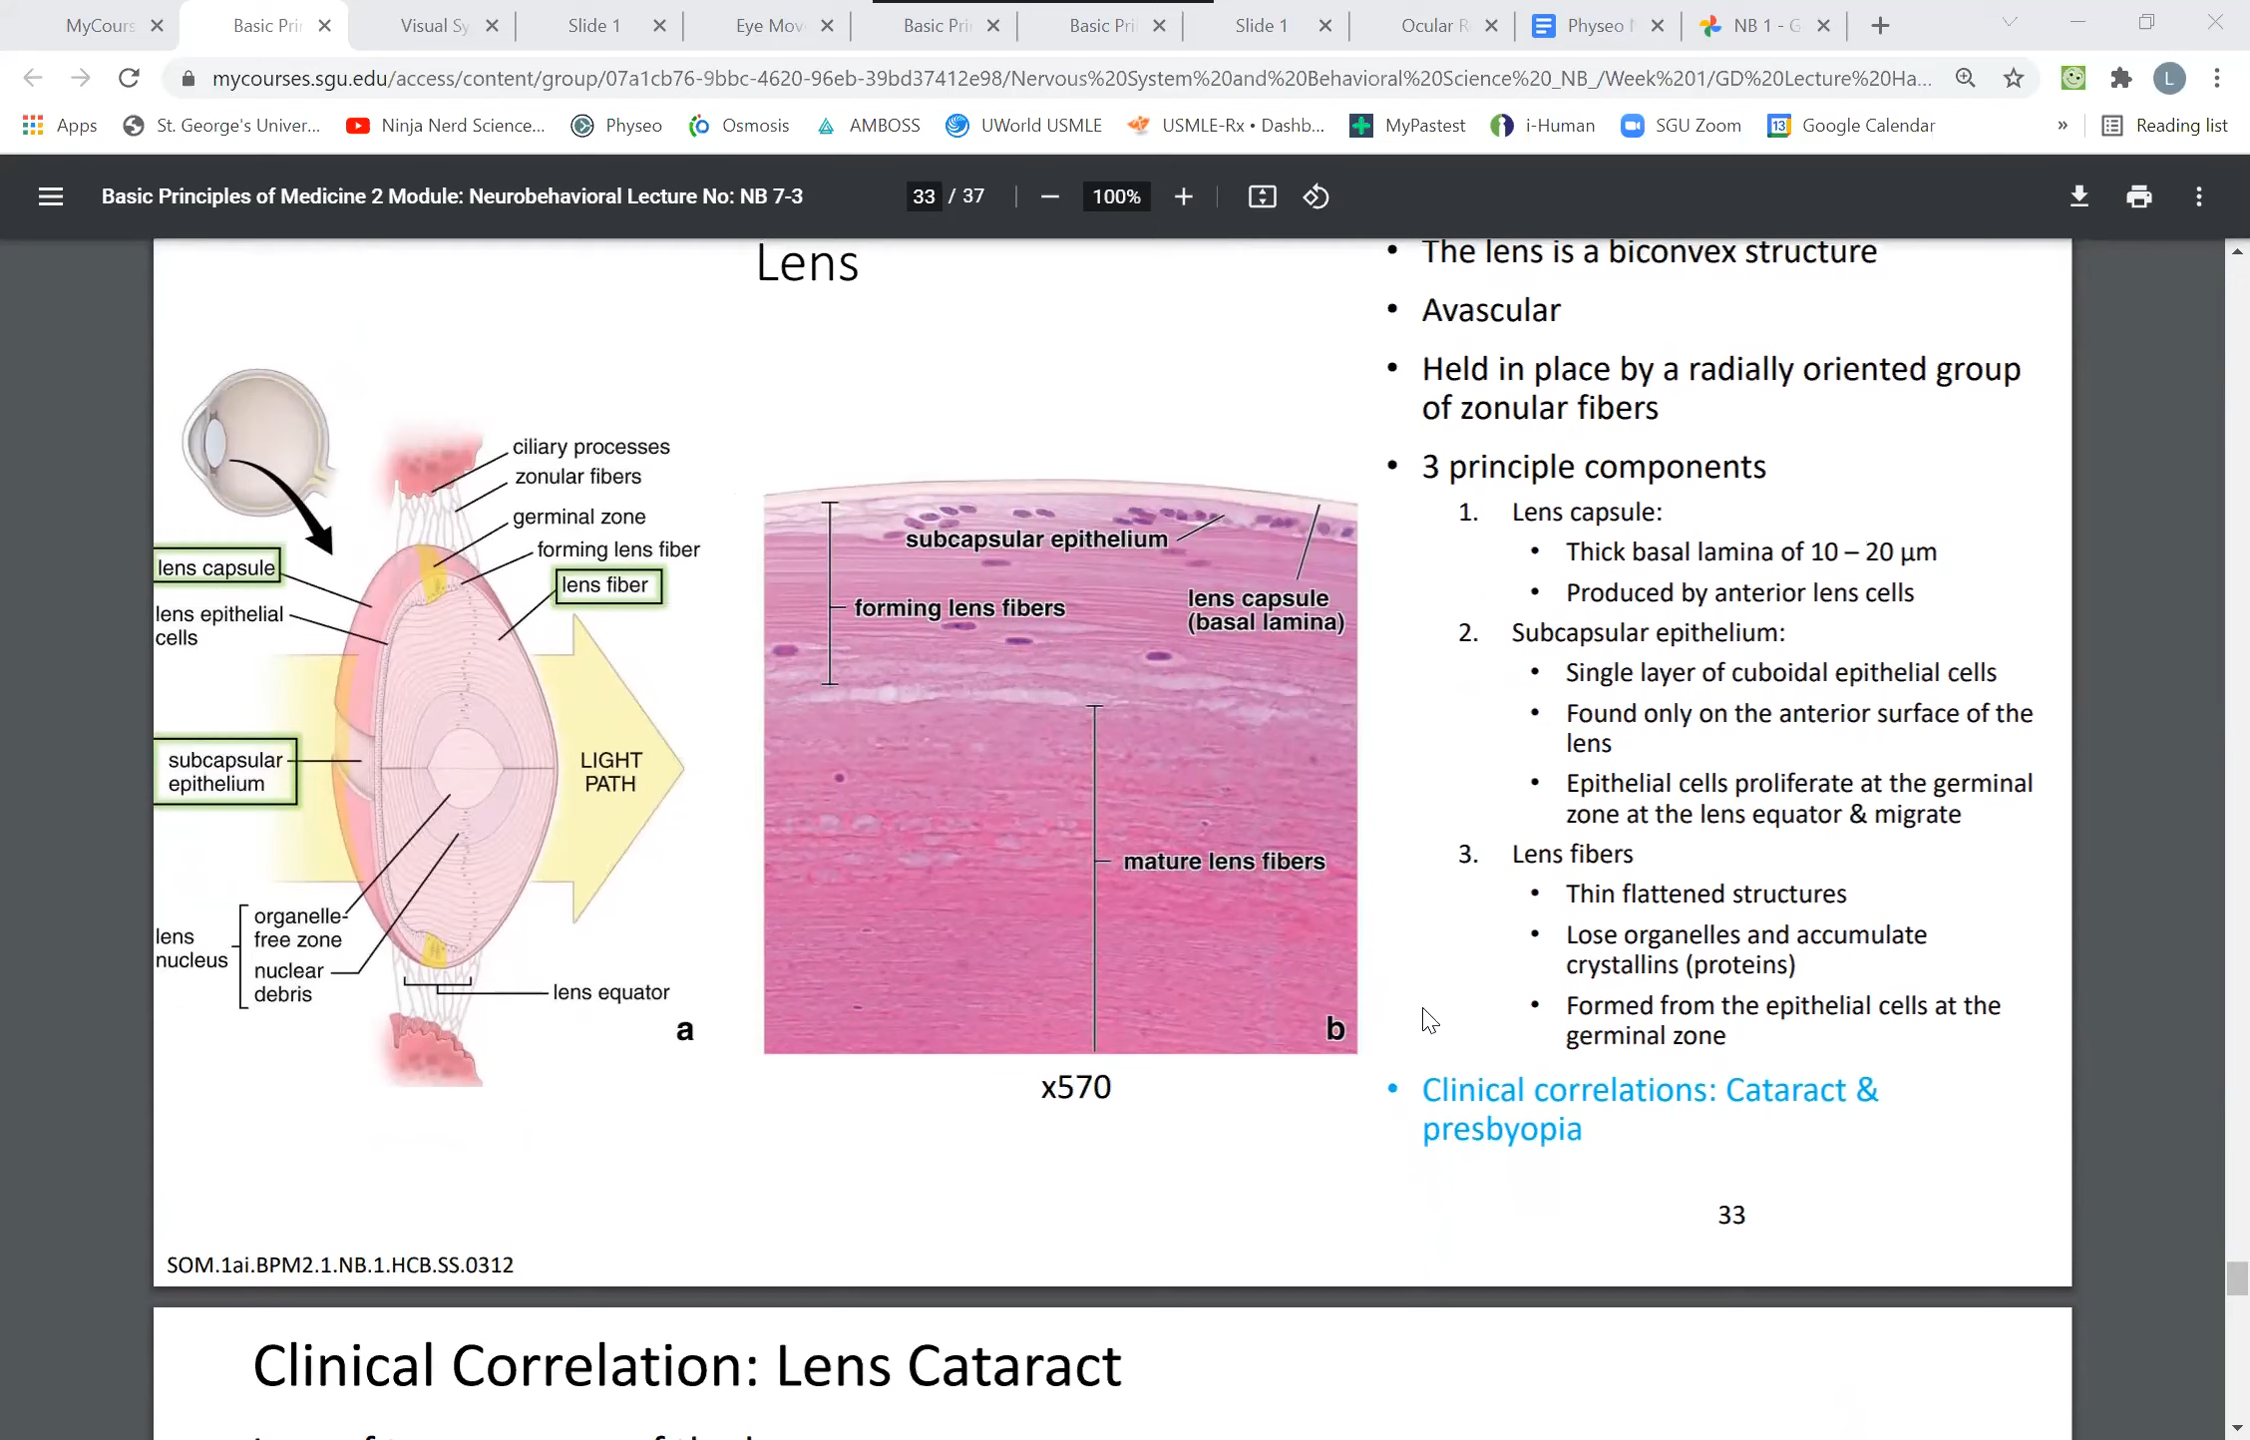 MyCours
Basic Prin
Visual Sy
Slide 1
Eye Mov
Basic Prin
Basic Prin
Slide 1
Ocular R
Physeo N
NB 1 - G
mycourses.sgu.edu/access/content/group/07a1cb76-9bbc-4620-96eb-39bd37412e98/Nervous%20System%20and%20Behavioral%20Science%20_NB_/Week%201/GD%20Lecture%20Ha...
L
Apps
St. George's Univer...
Ninja Nerd Science...
Physeo
Osmosis
AMBOSS
UWorld USMLE
USMLE-Rx • Dashb...
MyPastest
i-Human
SGU Zoom
13
Google Calendar
»
Reading list
Basic Principles of Medicine 2 Module: Neurobehavioral Lecture No: NB 7-3
33 / 37
100%
Lens
ciliary processes
zonular fibers
germinal zone
forming lens fiber
lens fiber
lens capsule
lens epithelial
cells
subcapsular
epithelium
LIGHT
PATH
lens
nucleus
organelle-
free zone
nuclear
debris
lens equator
a
subcapsular epithelium
forming lens fibers
lens capsule
(basal lamina)
mature lens fibers
b
x570
• The lens is a biconvex structure
• Avascular
• Held in place by a radially oriented group
of zonular fibers
• 3 principle components
1. Lens capsule:
• Thick basal lamina of 10 – 20 µm
• Produced by anterior lens cells
2. Subcapsular epithelium:
• Single layer of cuboidal epithelial cells
• Found only on the anterior surface of the
lens
• Epithelial cells proliferate at the germinal
zone at the lens equator & migrate
3. Lens fibers
• Thin flattened structures
• Lose organelles and accumulate
crystallins (proteins)
• Formed from the epithelial cells at the
germinal zone
• Clinical correlations: Cataract &
presbyopia
33
SOM.1ai.BPM2.1.NB.1.HCB.SS.0312
Clinical Correlation: Lens Cataract